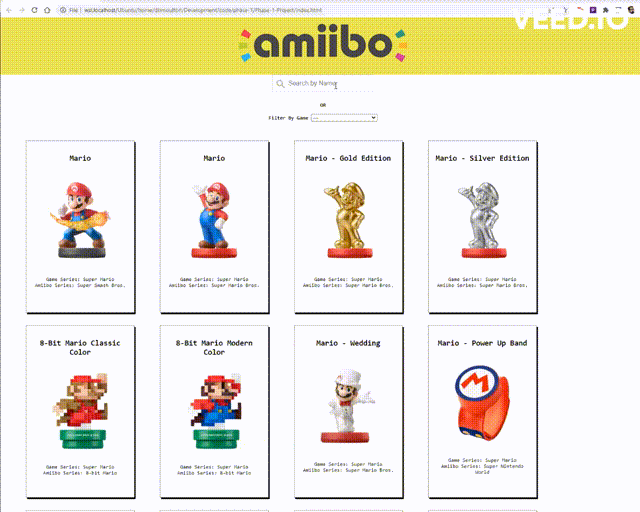 File | wsl.localhost/Ubuntu/home/
Development/code/phase-1/Phase-1-Project/index.html
VEED.IO
amiibo
Search by Name
OR
Filter By Game ---
Mario
Mario
Mario - Gold Edition
Mario - Silver Edition
Game Series: Super Mario
Amiibo Series: Super Smash Bros.
Game Series: Super Mario
Amiibo Series: Super Mario Bros.
Game Series: Super Mario
Amiibo Series: Super Mario Bros.
Game Series: Super Mario
Amiibo Series: Super Mario Bros.
8-Bit Mario Classic
Color
8-Bit Mario Modern
Color
Mario - Wedding
Mario - Power Up Band
Game Series: Super Mario
Amiibo Series: 8-bit Mario
Game Series: Super Mario
Amiibo Series: 8-bit Mario
Game Series: Super Mario
Amiibo Series: Super Mario Bros.
Game Series: Super Mario
Amiibo Series: Super Nintendo
World